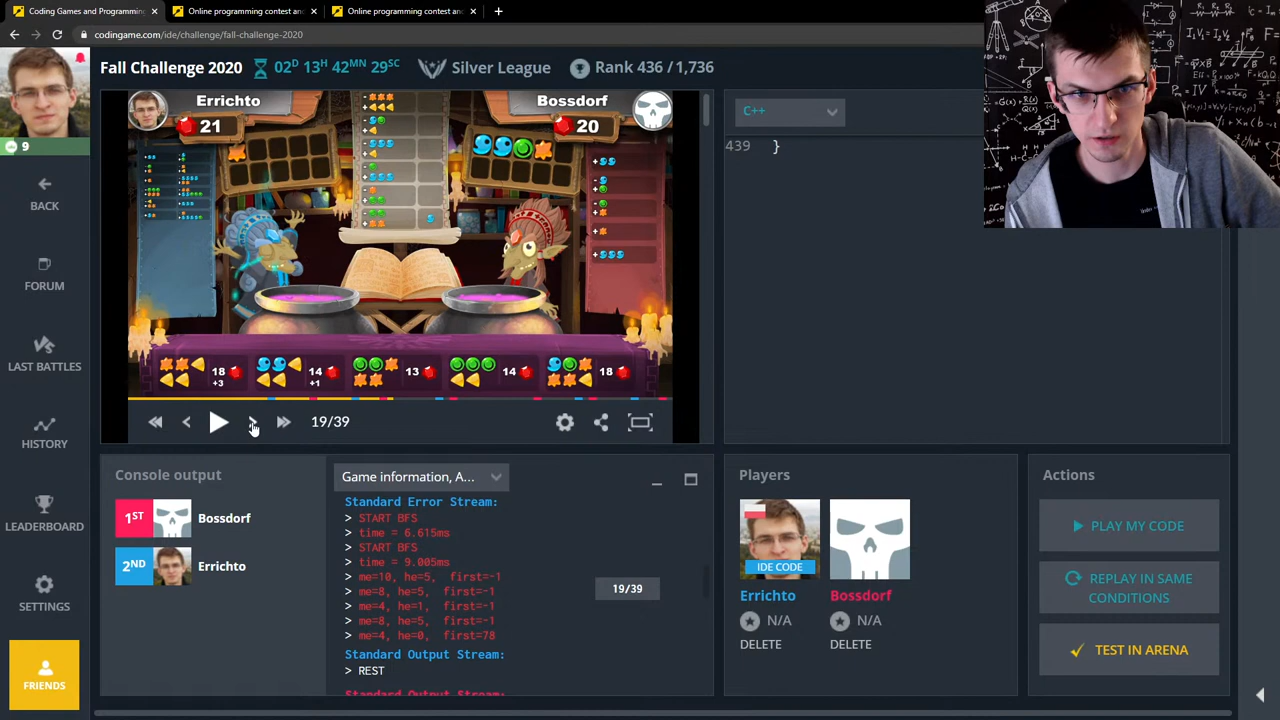 Coding Games and Programming
Online programming contest and
Online programming contest and
codingame.com/ide/challenge/fall-challenge-2020
Fall Challenge 2020
02D 13H 42MN 29SC
Silver League
Rank 436 / 1,736
9
BACK
FORUM
LAST BATTLES
HISTORY
LEADERBOARD
SETTINGS
FRIENDS
Errichto
21
Bossdorf
20
18
+3
14
+1
13
14
18
19/39
C++
439 }
Console output
1ST
Bossdorf
2ND
Errichto
Game information, A...
Standard Error Stream:
> START BFS
> time = 6.615ms
> START BFS
> time = 9.005ms
> me=10, he=5, first=-1
> me=8, he=5, first=-1
> me=4, he=1, first=-1
> me=8, he=5, first=-1
> me=4, he=0, first=78
Standard Output Stream:
> REST
19/39
Players
IDE CODE
Errichto
N/A
DELETE
Bossdorf
N/A
DELETE
Actions
PLAY MY CODE
REPLAY IN SAME
CONDITIONS
TEST IN ARENA